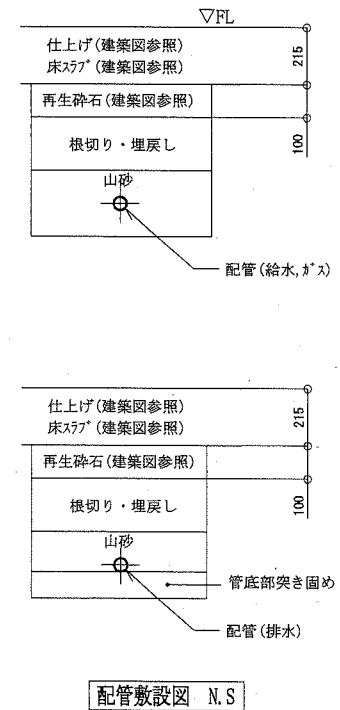 ▽FL
仕上げ(建築図参照)
床ｽﾗﾌﾞ(建築図参照)
215
再生砕石(建築図参照)
100
根切り・埋戻し
山砂
配管(給水,ｶﾞｽ)
仕上げ(建築図参照)
床ｽﾗﾌﾞ(建築図参照)
215
再生砕石(建築図参照)
100
根切り・埋戻し
山砂
管底部突き固め
配管(排水)
配管敷設図 N.S